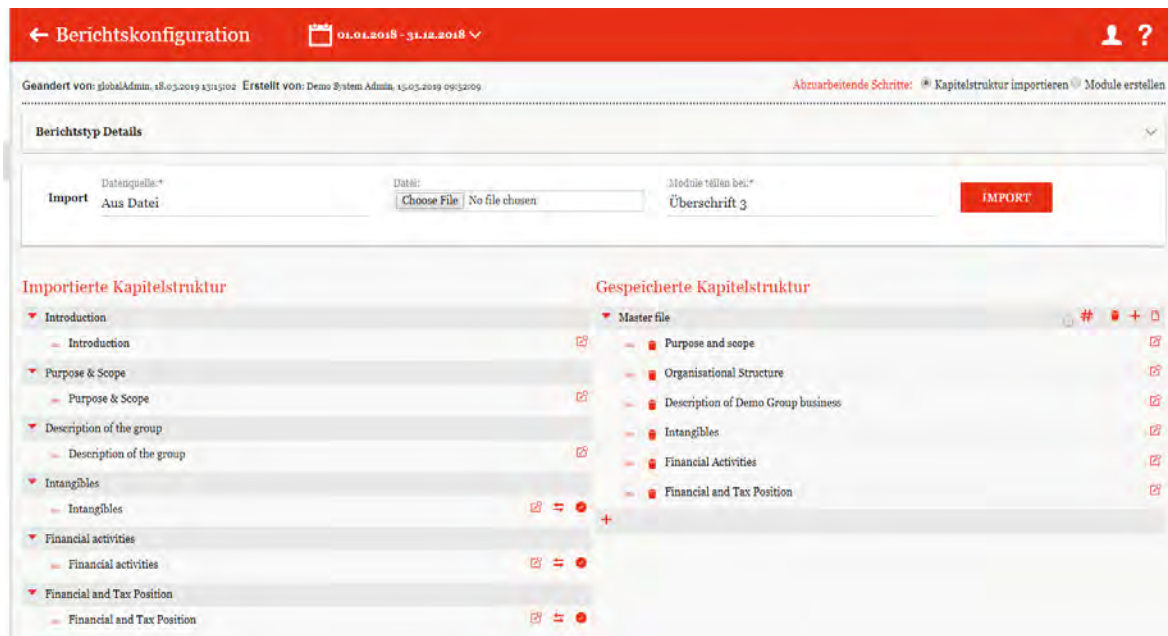 Berichtskonfiguration
01.01.2018 - 31.12.2018
?
Geändert von: globalAdmin, 18.03.2019 13:15:02 Erstellt von: Demo System Admin, 15.03.2019 09:52:09
Abzuarbeitende Schritte: Kapitelstruktur importieren Module erstellen
Berichtstyp Details
Import
Datenquelle:*
Aus Datei
Datei:
Choose File No file chosen
Module teilen bei:*
Überschrift 3
IMPORT
Importierte Kapitelstruktur
Introduction
Introduction
Purpose & Scope
Purpose & Scope
Description of the group
Description of the group
Intangibles
Intangibles
Financial activities
Financial activities
Financial and Tax Position
Financial and Tax Position
Gespeicherte Kapitelstruktur
Master file
#
+
Purpose and scope
Organisational Structure
Description of Demo Group business
Intangibles
Financial Activities
Financial and Tax Position
+